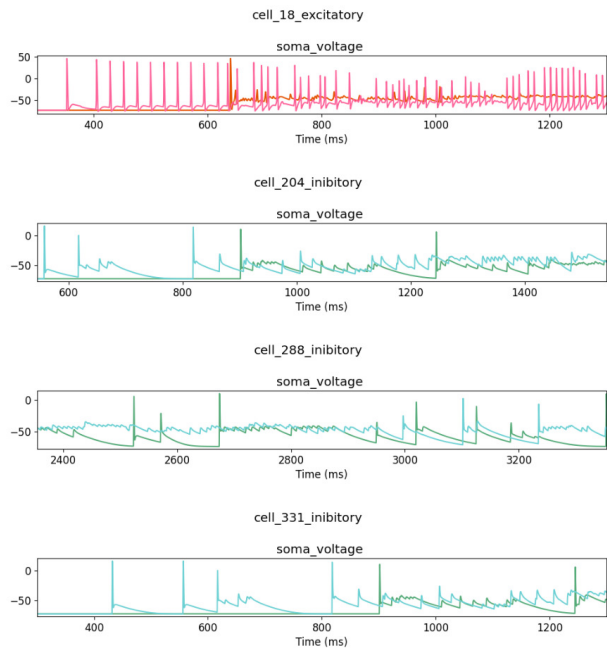 cell_18_excitatory
soma_voltage
50
0
−50
400 600 800 1000 1200
Time (ms)
cell_204_inibitory
soma_voltage
0
−50
600 800 1000 1200 1400
Time (ms)
cell_288_inibitory
soma_voltage
0
−50
2400 2600 2800 3000 3200
Time (ms)
cell_331_inibitory
soma_voltage
0
−50
400 600 800 1000 1200
Time (ms)